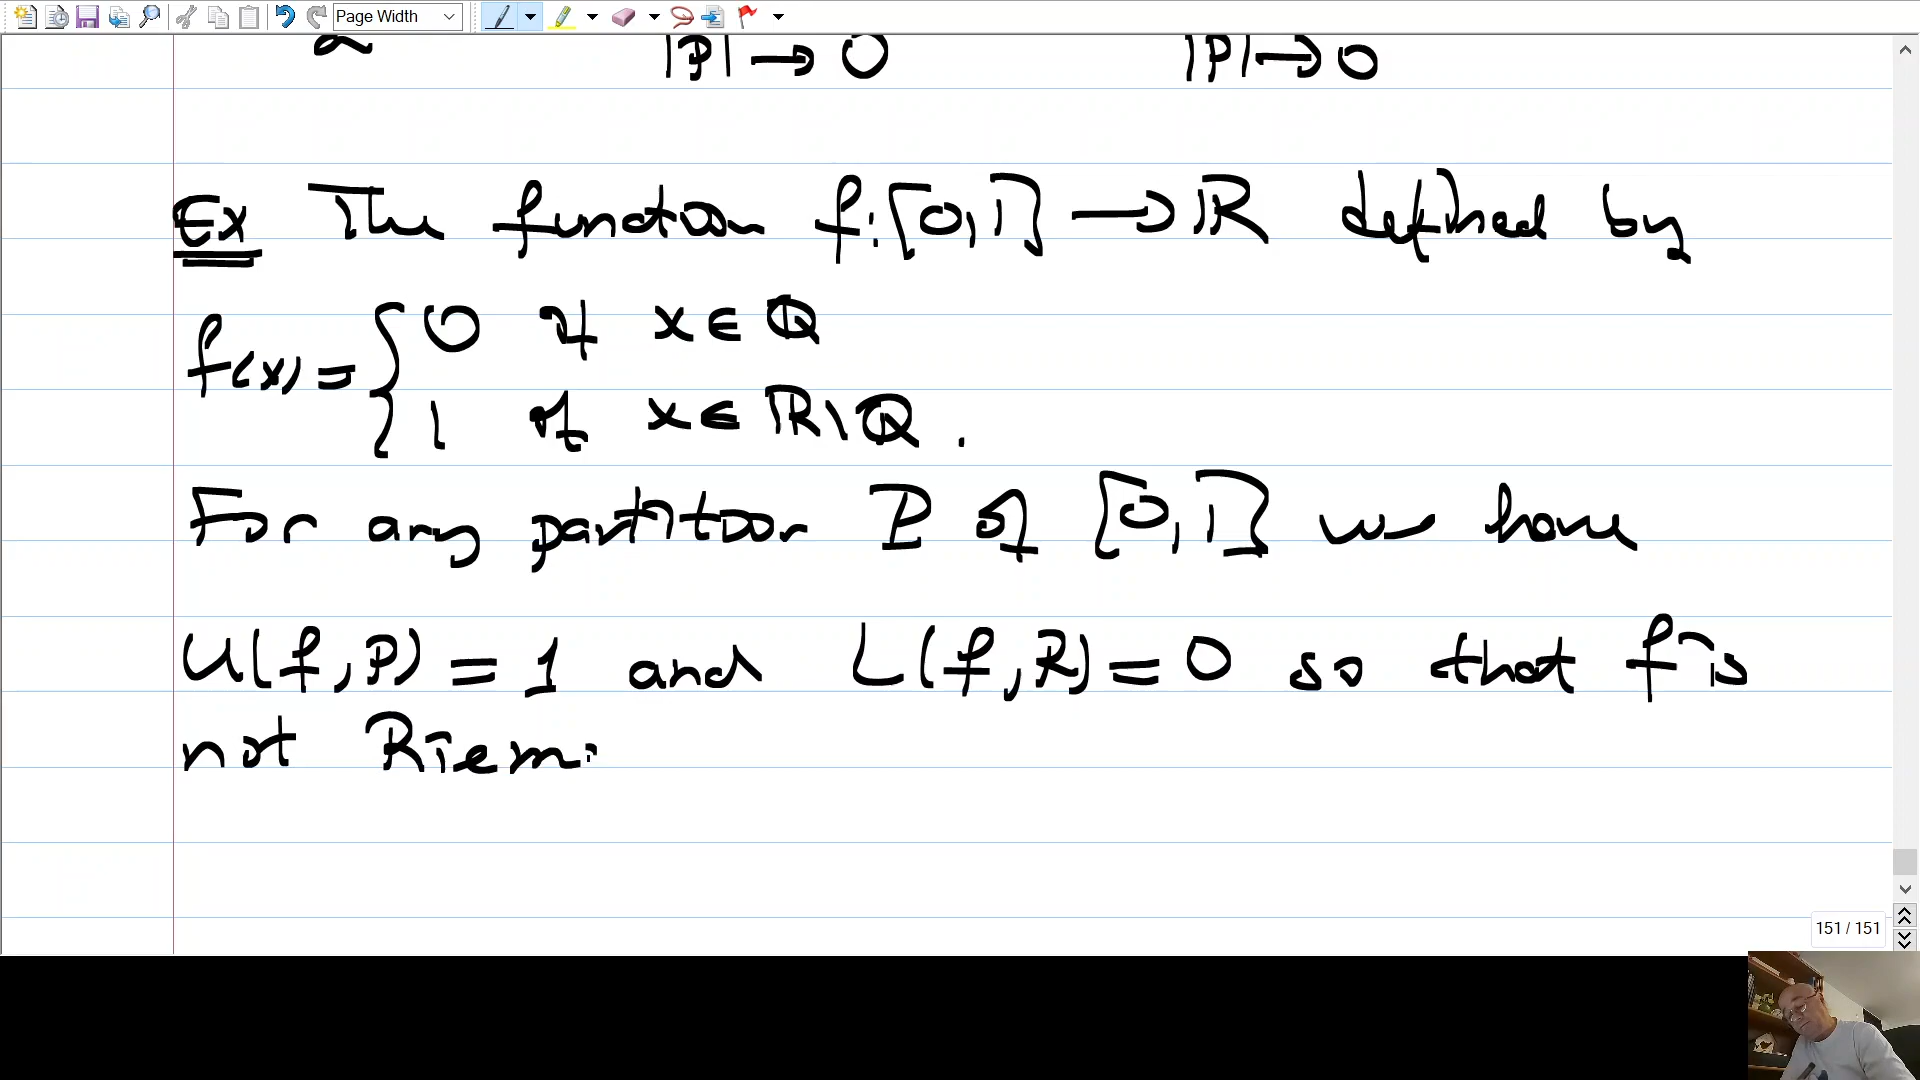 Page Width
|P| → 0 |P| → 0
Ex The function f:[0,1] → ℝ defined by
f(x) = { 0 if x ∈ ℚ
1 if x ∈ ℝ\ℚ .
For any partition P of [0,1] we have
U(f,P) = 1 and L(f,R) = 0 so that f is
not Riem
151 / 151